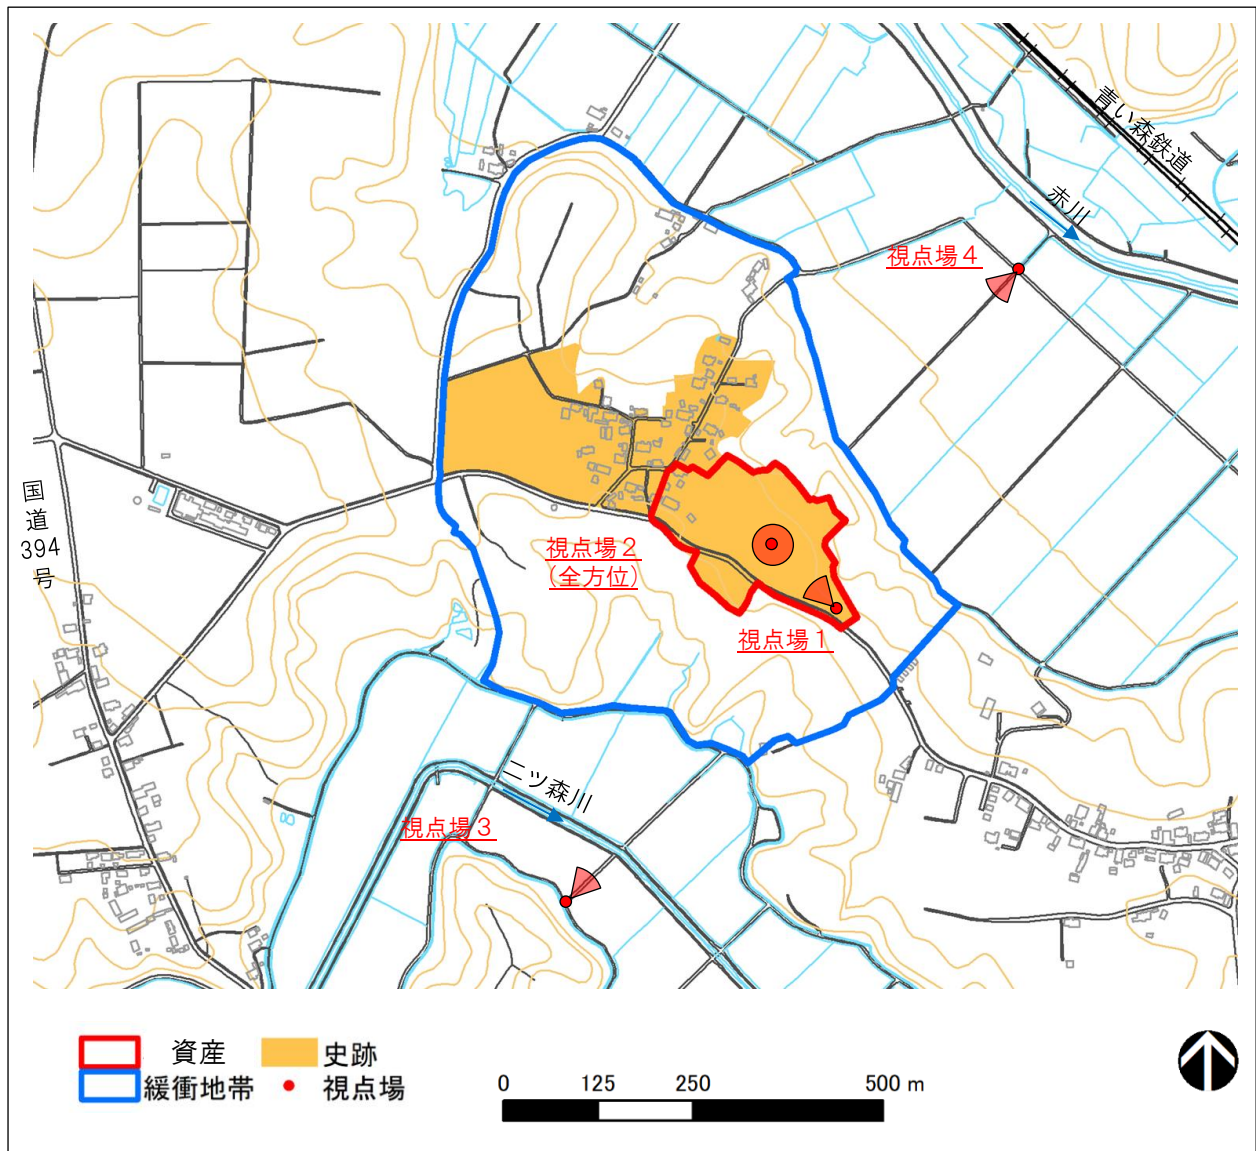 青い森鉄道
赤川
視点場4
国
道
394
号
視点場2
(全方位)
視点場1
二ツ森川
視点場3
資産
史跡
緩衝地帯
視点場
0 125 250 500 m